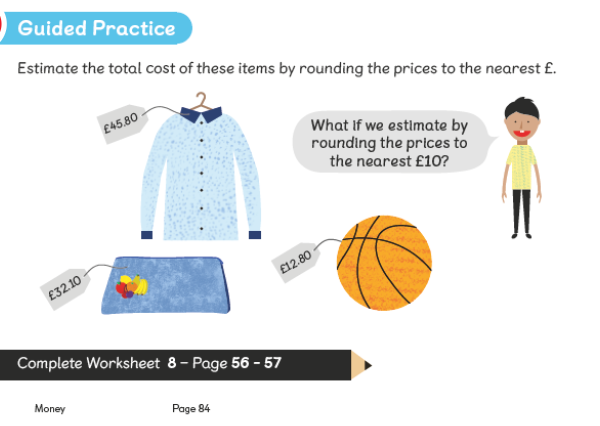 Guided Practice
Estimate the total cost of these items by rounding the prices to the nearest £.
£45.80
What if we estimate by
rounding the prices to
the nearest £10?
£12.80
£32.10
Complete Worksheet 8 – Page 56 - 57
Money Page 84